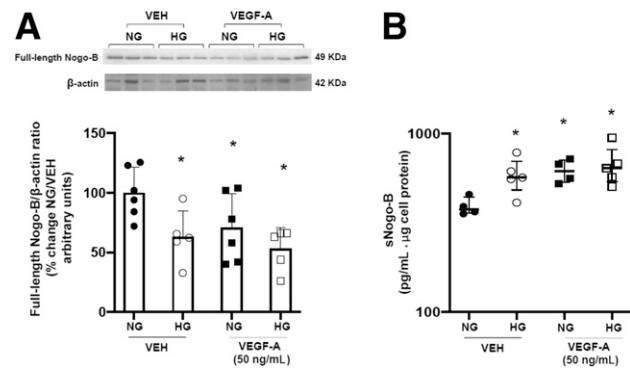 A
VEH VEGF-A
NG HG NG HG
Full-length Nogo-B 49 KDa
β-actin 42 KDa
Full-length Nogo-B/β-actin ratio
(% change NG/VEH
arbitrary units)
150
100
50
0
* * *
NG HG NG HG
VEH VEGF-A
(50 ng/mL)
B
sNogo-B
(pg/mL - µg cell protein)
1000
100
* * *
NG HG NG HG
VEH VEGF-A
(50 ng/mL)